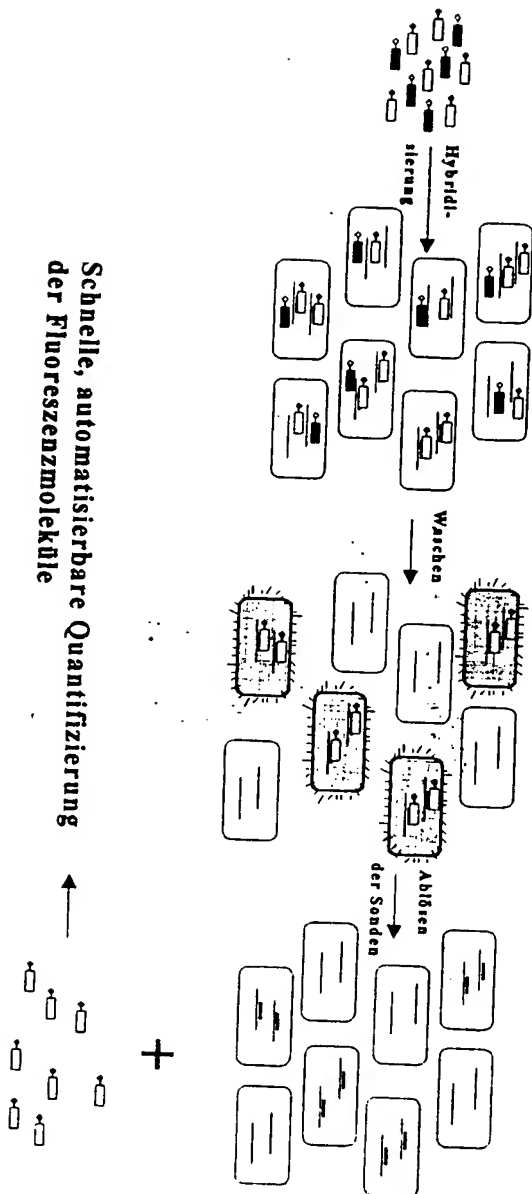 Hybridi-
sierung
Waschen
Ablösen
der Sonden
+
Schnelle, automatisierbare Quantifizierung
der Fluoreszenzmoleküle